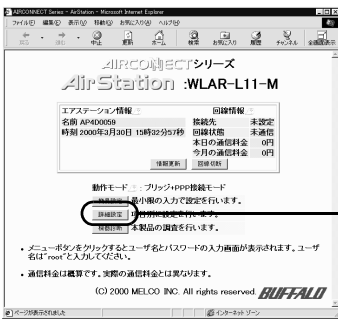 AIRCONNECT Series - AirStation - Microsoft Internet Explorer
ファイル(F) 編集(E) 表示(V) 移動(G) お気に入り(A) ヘルプ(H)
戻る 進む 中止 更新 ホーム 検索 お気に入り 履歴 チャンネル 全画面表示
AIRCONNECTシリーズ
AirStation :WLAR-L11-M
エアステーション情報 回線情報
名前 AP4D0059 接続先 未設定
時刻 2000年3月30日 15時32分57秒 回線状態 未通信
本日の通信料金 0円
今月の通信料金 0円
情報更新 回線切断
動作モード : ブリッジ+PPP接続モード
最小限の入力で設定を行います。
詳細設定 項目別に設定を行います。
機器診断 本製品の調査を行います。
• メニューボタンをクリックするとユーザ名とパスワードの入力画面が表示されます。ユーザ
名は"root"と入力してください。
• 通信料金は概算です。実際の通信料金とは異なります。
(C) 2000 MELCO INC. All rights reserved. BUFFALO
ページが表示されました インターネット ゾーン